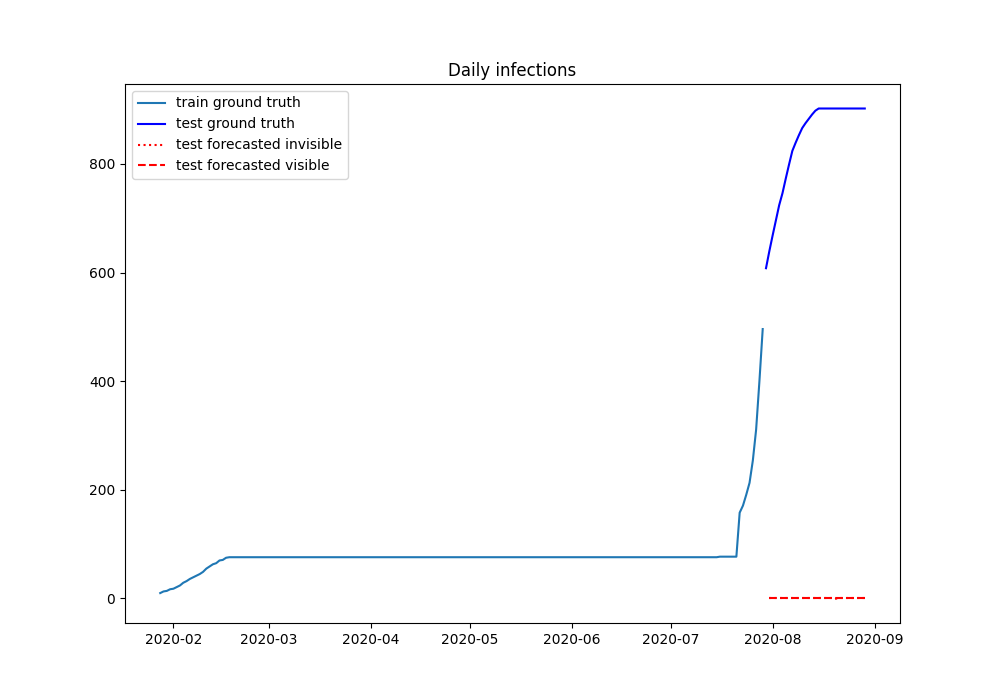 Daily infections
train ground truth
test ground truth
test forecasted invisible
test forecasted visible
800
600
400
200
0
2020-02 2020-03 2020-04 2020-05 2020-06 2020-07 2020-08 2020-09